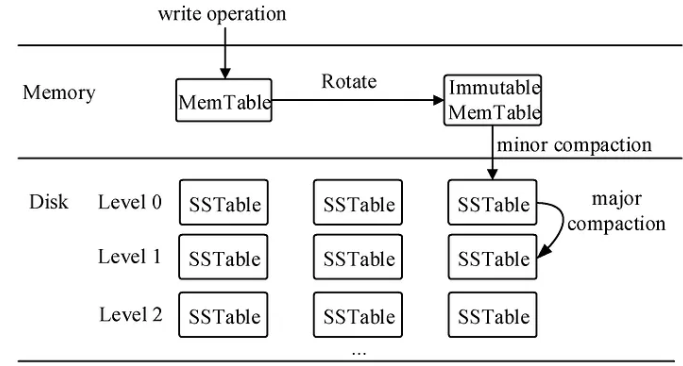 write operation
Memory
MemTable
Rotate
Immutable
MemTable
minor compaction
Disk
Level 0
SSTable
SSTable
SSTable
major
compaction
Level 1
SSTable
SSTable
SSTable
Level 2
SSTable
SSTable
SSTable
...